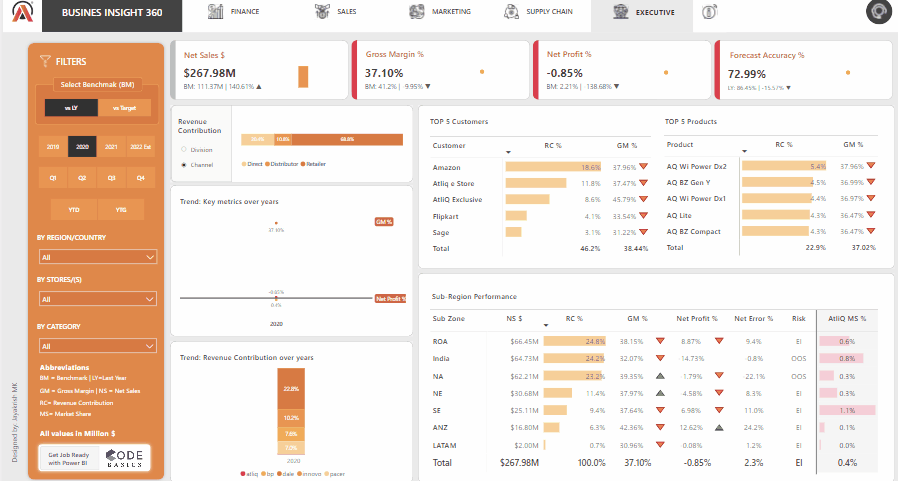 BUSINES INSIGHT 360
FINANCE
SALES
MARKETING
SUPPLY CHAIN
EXECUTIVE
FILTERS
Select Benchmak (BM)
vs LY
vs Target
2019
2020
2021
2022 Est
Q1
Q2
Q3
Q4
YTD
YTG
BY REGION/COUNTRY
All
BY STORES/(S)
All
BY CATEGORY
All
Abbreviations
BM = Benchmark | LY=Last Year
GM = Gross Margin | NS = Net Sales
RC= Revenue Contribution
MS= Market Share
All values in Million $
Get Job Ready
with Power BI
CODE
BASICS
Designed by: Jayakrish MK
Net Sales $
$267.98M
BM: 111.37M | 140.61% ▲
Gross Margin %
37.10%
BM: 41.2% | -9.95% ▼
Net Profit %
-0.85%
BM: 2.21% | -138.68% ▼
Forecast Accuracy %
72.99%
LY: 86.45% | -15.57% ▼
Revenue
Contribution
Division
Channel
10.8%
68.8%
Direct
Distributor
Retailer
Trend: Key metrics over years
GM %
37.10%
-0.85%
Net Profit %
0.4%
2020
Trend: Revenue Contribution over years
22.8%
10.2%
7.8%
7.3%
2020
atliq
bp
dale
innovo
pacer
TOP 5 Customers
Customer RC % GM %
Amazon 18.6% 37.96%
Atliq e Store 11.8% 37.47%
AtliQ Exclusive 8.6% 45.79%
Flipkart 4.1% 33.54%
Sage 3.1% 31.22%
Total 46.2% 38.44%
TOP 5 Products
Product RC % GM %
AQ Wi Power Dx2 5.4% 37.96%
AQ BZ Gen Y 4.5% 36.99%
AQ Wi Power Dx1 4.4% 36.97%
AQ Lite 4.3% 36.47%
AQ BZ Compact 4.3% 36.47%
Total 22.9% 37.02%
Sub-Region Performance
Sub Zone NS $ RC % GM % Net Profit % Net Error % Risk AtliQ MS %
ROA $66.45M 24.8% 38.15% 8.87% 9.4% EI 0.6%
India $64.73M 24.2% 32.07% -14.73% -0.8% OOS 0.8%
NA $62.21M 23.2% 39.35% -1.79% 22.1% OOS 0.3%
NE $30.68M 11.4% 37.97% -4.58% 8.3% EI 0.3%
SE $25.11M 9.4% 37.64% 6.98% 11.0% EI 1.1%
ANZ $16.80M 6.3% 42.36% 12.62% 24.2% EI 0.1%
LATAM $2.00M 0.7% 30.96% 0.08% 1.2% EI 0.0%
Total $267.98M 100.0% 37.10% -0.85% 2.3% EI 0.4%